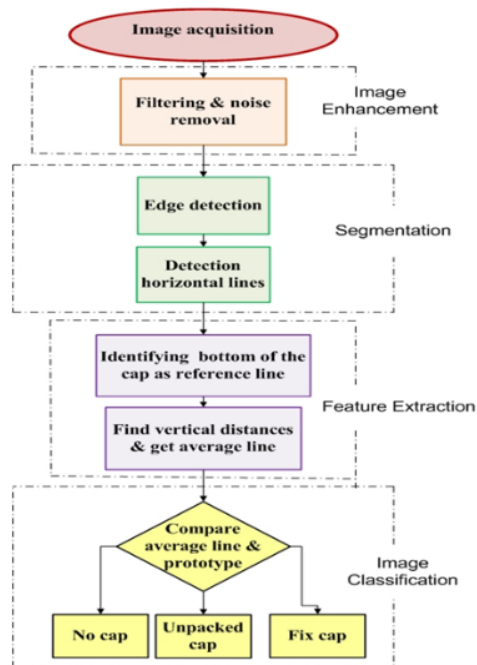 Image acquisition
Filtering & noise
removal
Image
Enhancement
Edge detection
Segmentation
Detection
horizontal lines
Identifying bottom of the
cap as reference line
Feature Extraction
Find vertical distances
& get average line
Compare
average line &
prototype
Image
Classification
No cap
Unpacked
cap
Fix cap